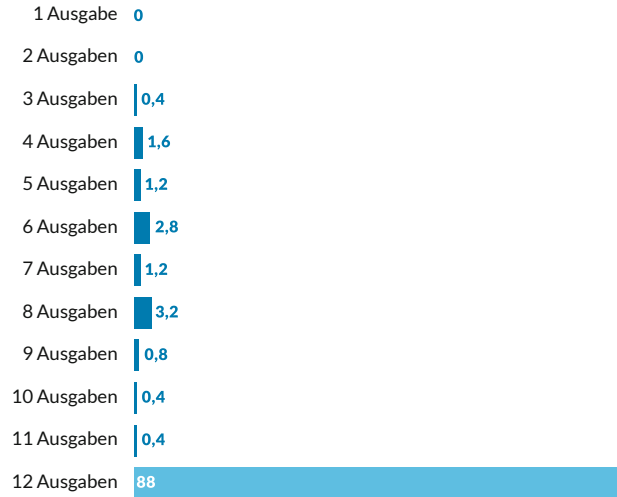 1 Ausgabe 0
2 Ausgaben 0
3 Ausgaben 0,4
4 Ausgaben 1,6
5 Ausgaben 1,2
6 Ausgaben 2,8
7 Ausgaben 1,2
8 Ausgaben 3,2
9 Ausgaben 0,8
10 Ausgaben 0,4
11 Ausgaben 0,4
12 Ausgaben 88